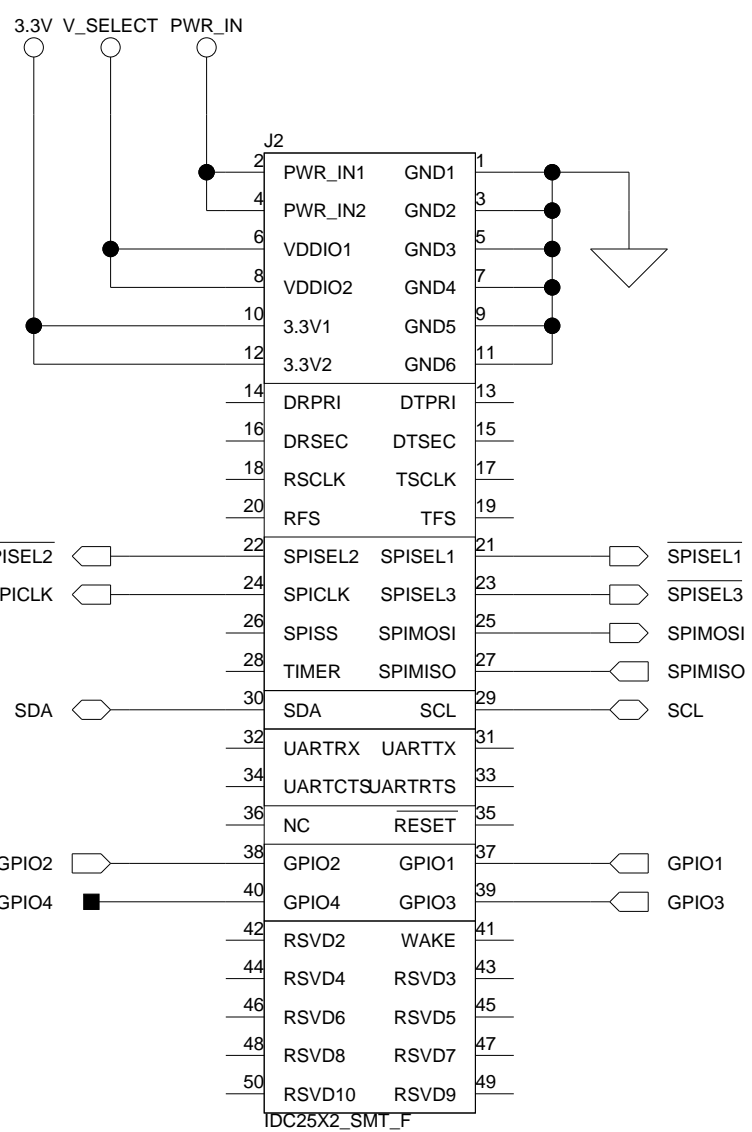 3.3V V_SELECT PWR_IN
J2
2 PWR_IN1 GND1 1
4 PWR_IN2 GND2 3
6 VDDIO1 GND3 5
8 VDDIO2 GND4 7
10 3.3V1 GND5 9
12 3.3V2 GND6 11
14 DRPRI DTPRI 13
16 DRSEC DTSEC 15
18 RSCLK TSCLK 17
20 RFS TFS 19
PISEL2 22 SPISEL2 SPISEL1 21 SPISEL1
PICLK 24 SPICLK SPISEL3 23 SPISEL3
26 SPISS SPIMOSI 25 SPIMOSI
28 TIMER SPIMISO 27 SPIMISO
SDA 30 SDA SCL 29 SCL
32 UARTRX UARTTX 31
34 UARTCTS UARTRTS 33
36 NC RESET 35
GPIO2 38 GPIO2 GPIO1 37 GPIO1
GPIO4 40 GPIO4 GPIO3 39 GPIO3
42 RSVD2 WAKE 41
44 RSVD4 RSVD3 43
46 RSVD6 RSVD5 45
48 RSVD8 RSVD7 47
50 RSVD10 RSVD9 49
IDC25X2_SMT_F